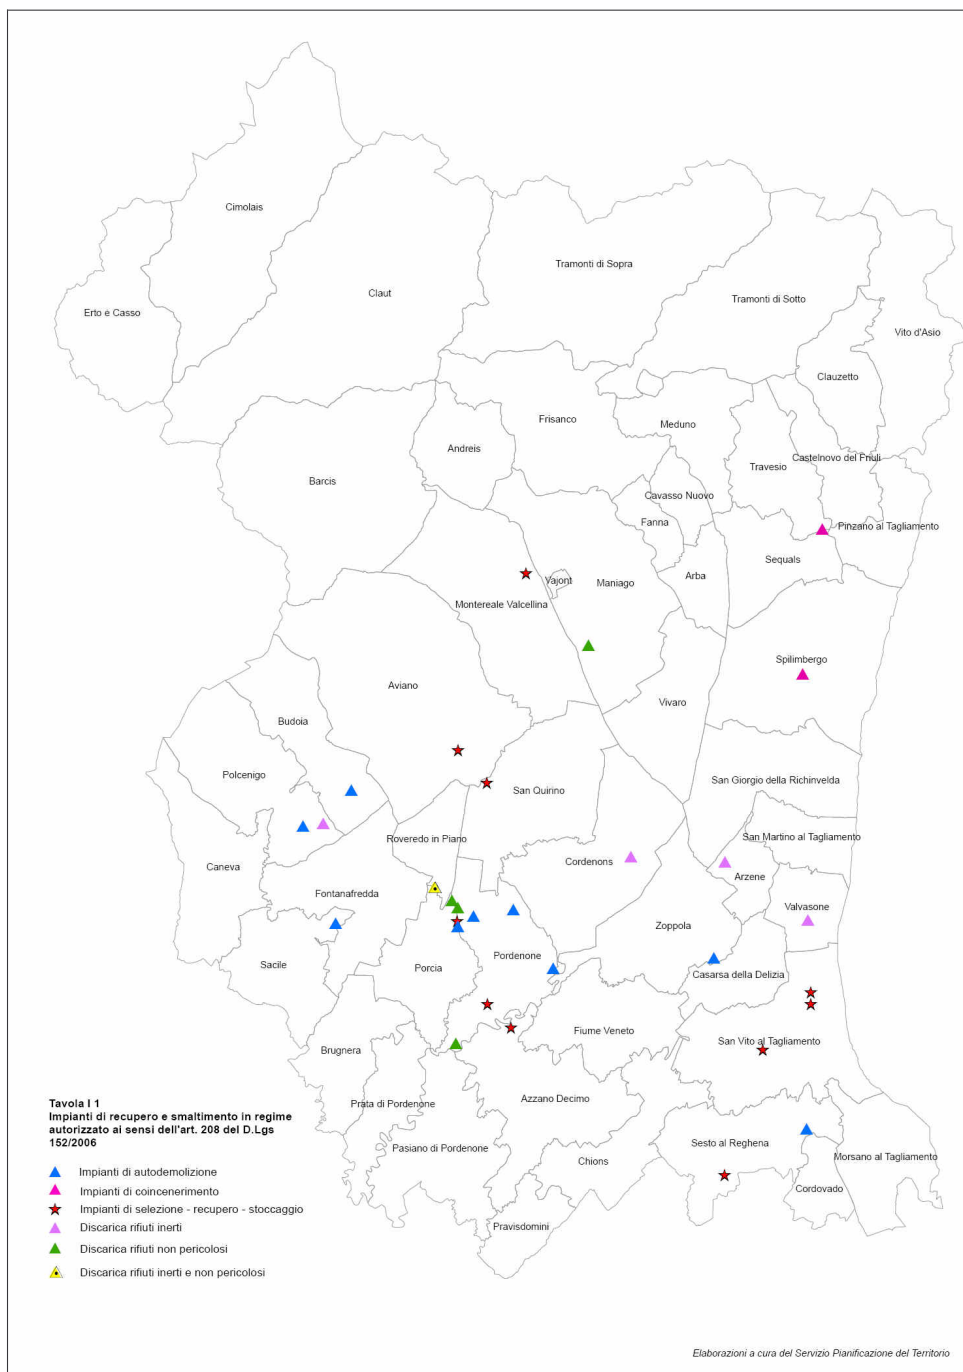 Cimolais
Claut
Tramonti di Sopra
Tramonti di Sotto
Erto e Casso
Vito d'Asio
Clauzetto
Frisanco
Meduno
Andreis
Castelnovo del Friuli
Travesio
Barcis
Cavasso Nuovo
Fanna
Pinzano al Tagliamento
Sequals
Arba
Vajont
Maniago
Montereale Valcellina
Spilimbergo
Aviano
Vivaro
Budoia
Polcenigo
San Giorgio della Richinvelda
San Quirino
San Martino al Tagliamento
Roveredo in Piano
Cordenons
Caneva
Arzene
Fontanafredda
Valvasone
Zoppola
Pordenone
Sacile
Porcia
Casarsa della Delizia
Fiume Veneto
San Vito al Tagliamento
Brugnera
Azzano Decimo
Prata di Pordenone
Sesto al Reghena
Pasiano di Pordenone
Morsano al Tagliamento
Chions
Cordovado
Pravisdomini
Tavola I 1
Impianti di recupero e smaltimento in regime
autorizzato ai sensi dell'art. 208 del D.Lgs
152/2006
Impianti di autodemolizione
Impianti di coincenerimento
Impianti di selezione - recupero - stoccaggio
Discarica rifiuti inerti
Discarica rifiuti non pericolosi
Discarica rifiuti inerti e non pericolosi
Elaborazioni a cura del Servizio Pianificazione del Territorio